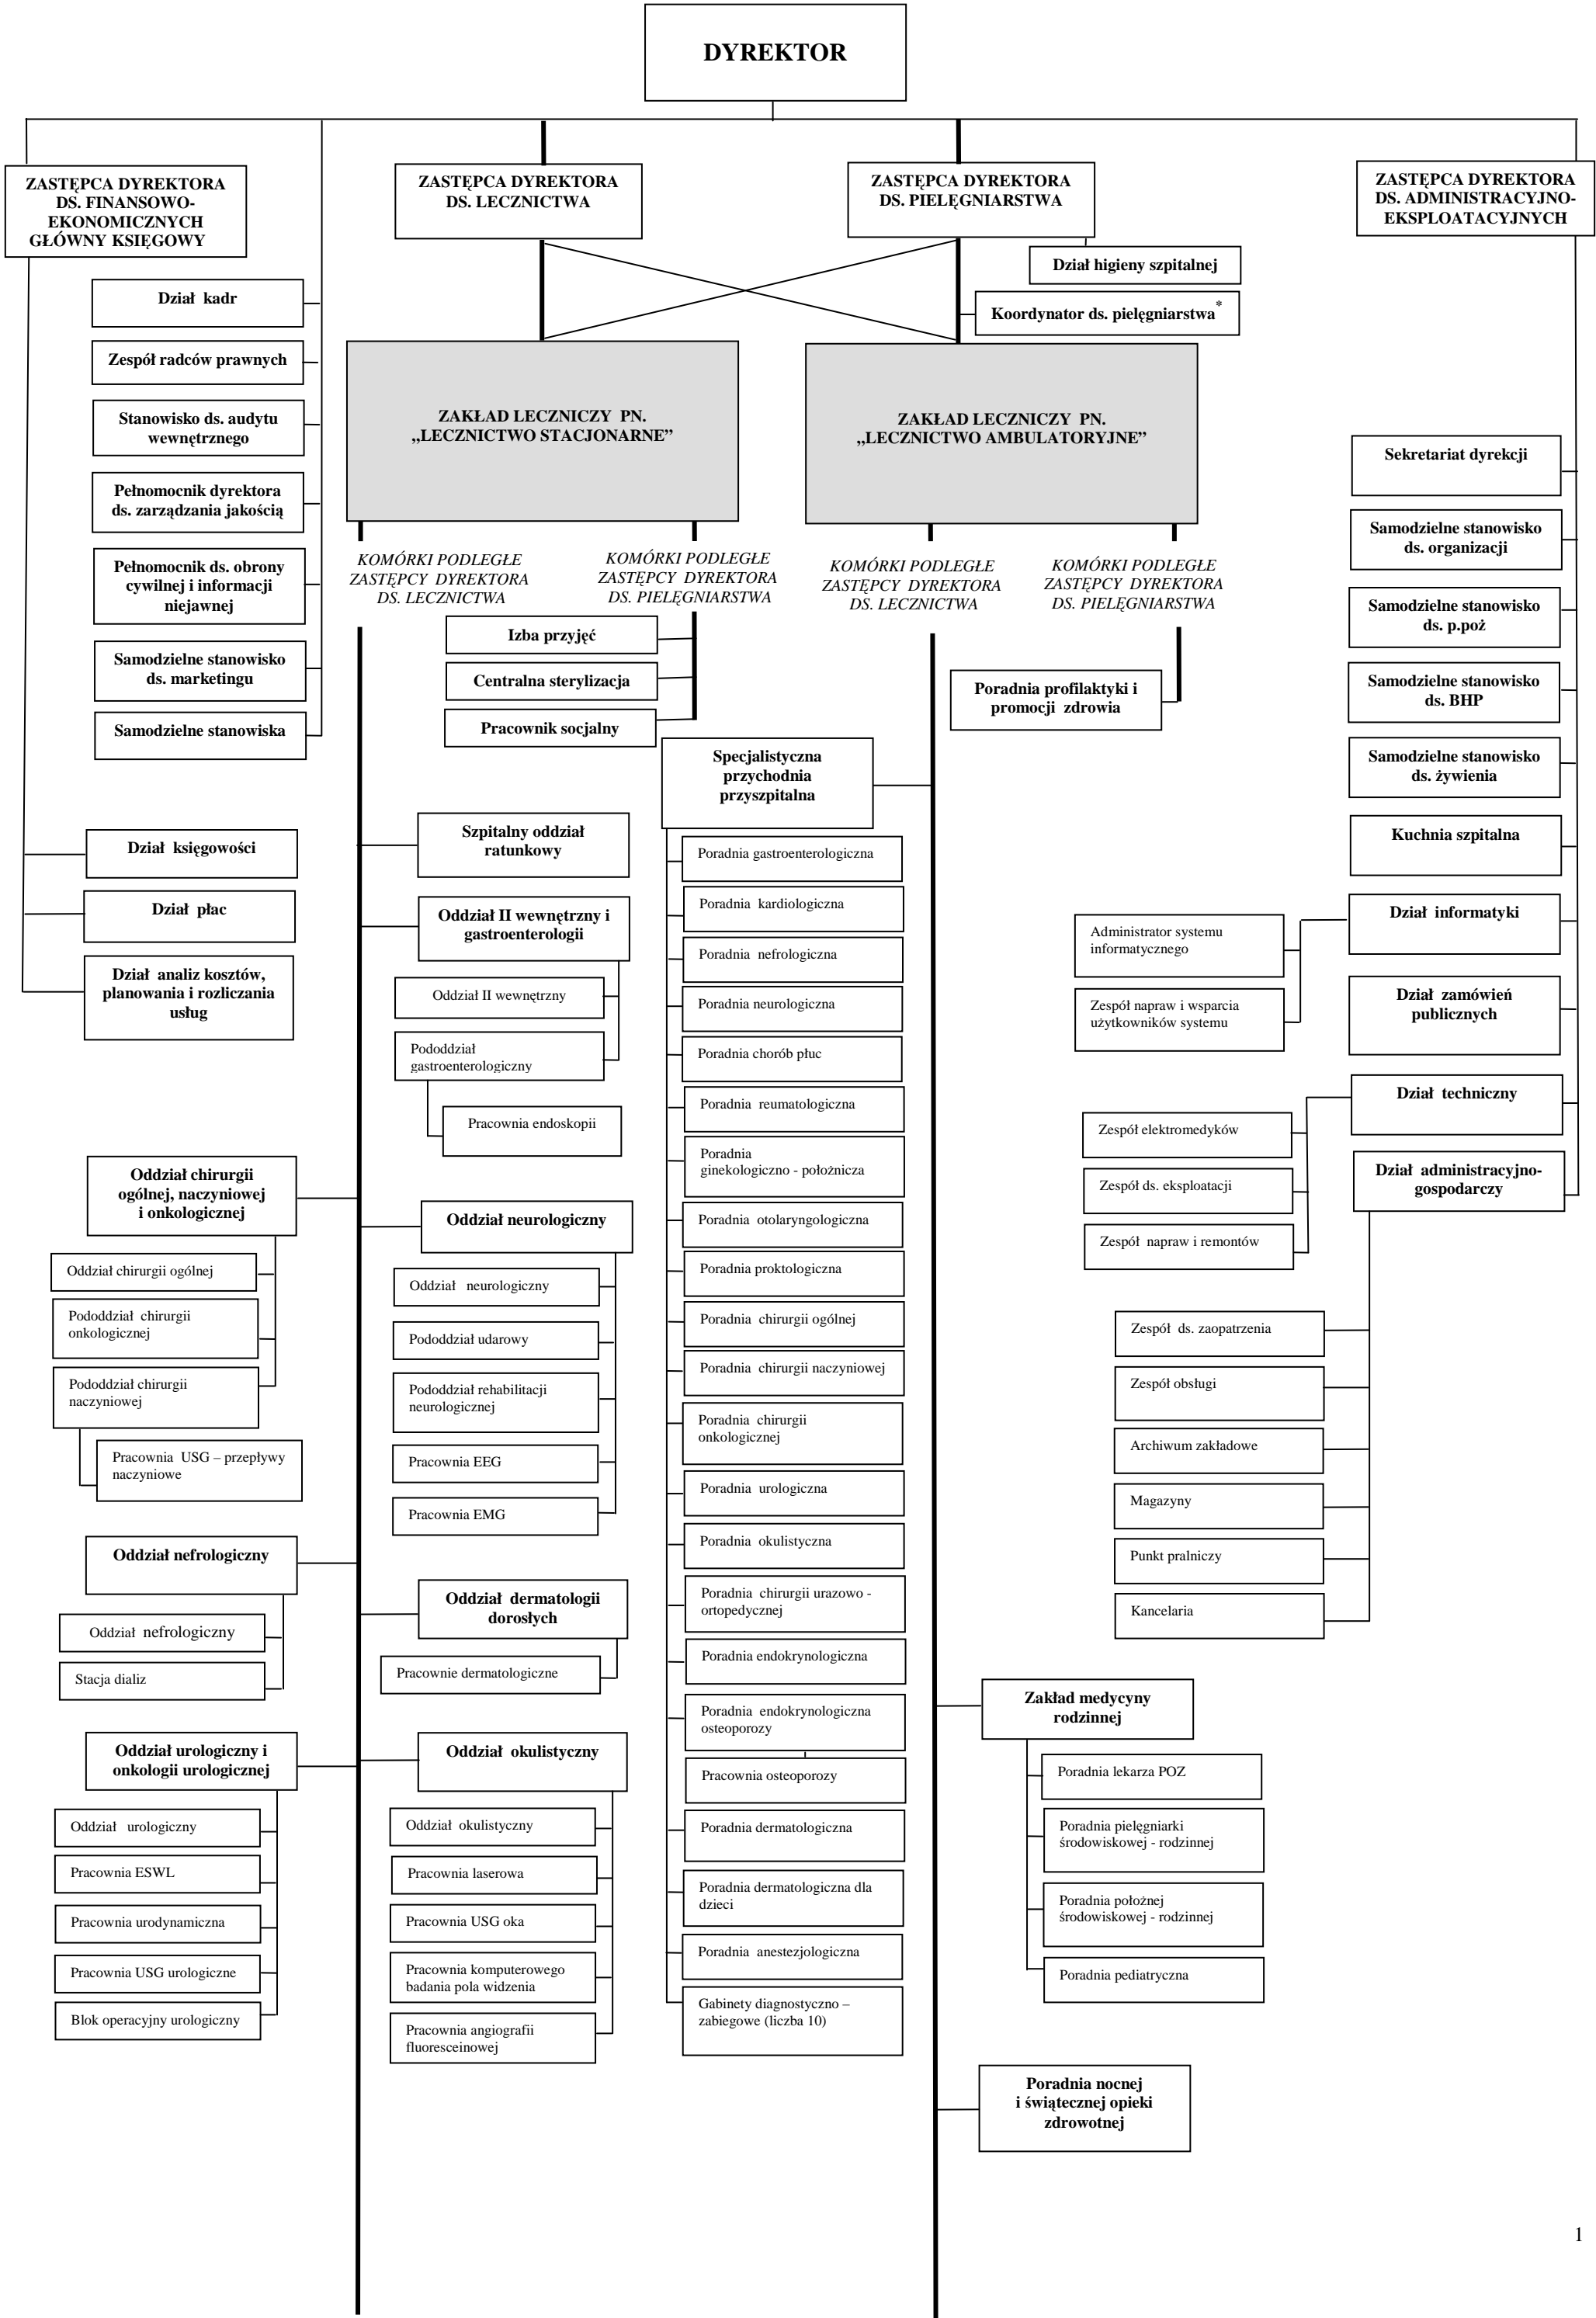 DYREKTOR
ZASTĘPCA DYREKTORA
DS. FINANSOWO-
EKONOMICZNYCH
GŁÓWNY KSIĘGOWY
ZASTĘPCA DYREKTORA
DS. LECZNICTWA
ZASTĘPCA DYREKTORA
DS. PIELĘGNIARSTWA
ZASTĘPCA DYREKTORA
DS. ADMINISTRACYJNO-
EKSPLOATACYJNYCH
Dział higieny szpitalnej
Koordynator ds. pielęgniarstwa*
Dział kadr
Zespół radców prawnych
Stanowisko ds. audytu
wewnętrznego
Pełnomocnik dyrektora
ds. zarządzania jakością
Pełnomocnik ds. obrony
cywilnej i informacji
niejawnej
Samodzielne stanowisko
ds. marketingu
Samodzielne stanowiska
ZAKŁAD LECZNICZY PN.
„LECZNICTWO STACJONARNE”
ZAKŁAD LECZNICZY PN.
„LECZNICTWO AMBULATORYJNE”
KOMÓRKI PODLEGŁE
ZASTĘPCY DYREKTORA
DS. LECZNICTWA
KOMÓRKI PODLEGŁE
ZASTĘPCY DYREKTORA
DS. PIELĘGNIARSTWA
KOMÓRKI PODLEGŁE
ZASTĘPCY DYREKTORA
DS. LECZNICTWA
KOMÓRKI PODLEGŁE
ZASTĘPCY DYREKTORA
DS. PIELĘGNIARSTWA
Izba przyjęć
Centralna sterylizacja
Pracownik socjalny
Poradnia profilaktyki i
promocji zdrowia
Sekretariat dyrekcji
Samodzielne stanowisko
ds. organizacji
Samodzielne stanowisko
ds. p.poż
Samodzielne stanowisko
ds. BHP
Samodzielne stanowisko
ds. żywienia
Kuchnia szpitalna
Dział informatyki
Administrator systemu
informatycznego
Zespół napraw i wsparcia
użytkowników systemu
Dział zamówień
publicznych
Dział techniczny
Zespół elektromedyków
Zespół ds. eksploatacji
Zespół napraw i remontów
Dział administracyjno-
gospodarczy
Zespół ds. zaopatrzenia
Zespół obsługi
Archiwum zakładowe
Magazyny
Punkt pralniczy
Kancelaria
Dział księgowości
Dział płac
Dział analiz kosztów,
planowania i rozliczania
usług
Oddział chirurgii
ogólnej, naczyniowej
i onkologicznej
Oddział chirurgii ogólnej
Pododdział chirurgii
onkologicznej
Pododdział chirurgii
naczyniowej
Pracownia USG – przepływy
naczyniowe
Oddział nefrologiczny
Oddział nefrologiczny
Stacja dializ
Oddział urologiczny i
onkologii urologicznej
Oddział urologiczny
Pracownia ESWL
Pracownia urodynamiczna
Pracownia USG urologiczne
Blok operacyjny urologiczny
Szpitalny oddział
ratunkowy
Oddział II wewnętrzny i
gastroenterologii
Oddział II wewnętrzny
Pododdział
gastroenterologiczny
Pracownia endoskopii
Oddział neurologiczny
Oddział neurologiczny
Pododdział udarowy
Pododdział rehabilitacji
neurologicznej
Pracownia EEG
Pracownia EMG
Oddział dermatologii
dorosłych
Pracownie dermatologiczne
Oddział okulistyczny
Oddział okulistyczny
Pracownia laserowa
Pracownia USG oka
Pracownia komputerowego
badania pola widzenia
Pracownia angiografii
fluoresceinowej
Specjalistyczna
przychodnia
przyszpitalna
Poradnia gastroenterologiczna
Poradnia kardiologiczna
Poradnia nefrologiczna
Poradnia neurologiczna
Poradnia chorób płuc
Poradnia reumatologiczna
Poradnia
ginekologiczno - położnicza
Poradnia otolaryngologiczna
Poradnia proktologiczna
Poradnia chirurgii ogólnej
Poradnia chirurgii naczyniowej
Poradnia chirurgii
onkologicznej
Poradnia urologiczna
Poradnia okulistyczna
Poradnia chirurgii urazowo -
ortopedycznej
Poradnia endokrynologiczna
Poradnia endokrynologiczna
osteoporozy
Pracownia osteoporozy
Poradnia dermatologiczna
Poradnia dermatologiczna dla
dzieci
Poradnia anestezjologiczna
Gabinety diagnostyczno –
zabiegowe (liczba 10)
Zakład medycyny
rodzinnej
Poradnia lekarza POZ
Poradnia pielęgniarki
środowiskowej - rodzinnej
Poradnia położnej
środowiskowej - rodzinnej
Poradnia pediatryczna
Poradnia nocnej
i świątecznej opieki
zdrowotnej
1